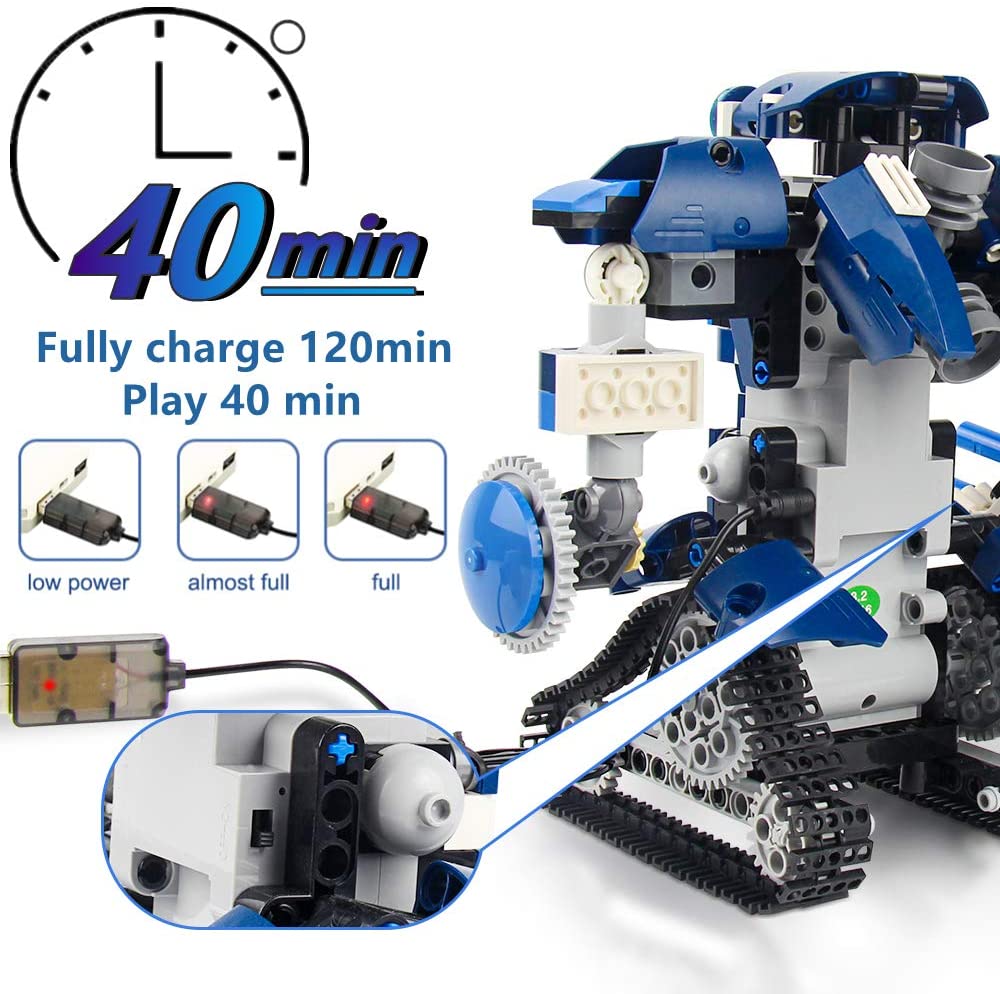 40min
Fully charge 120min
Play 40 min
low power
almost full
full